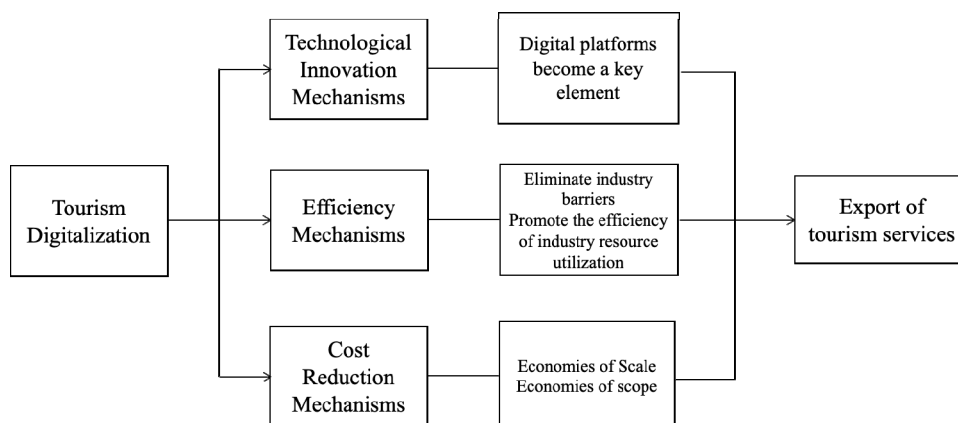 Technological
Innovation
Mechanisms
Digital platforms
become a key
element
Tourism
Digitalization
Efficiency
Mechanisms
Eliminate industry
barriers
Promote the efficiency
of industry resource
utilization
Export of
tourism services
Cost
Reduction
Mechanisms
Economies of Scale
Economies of scope